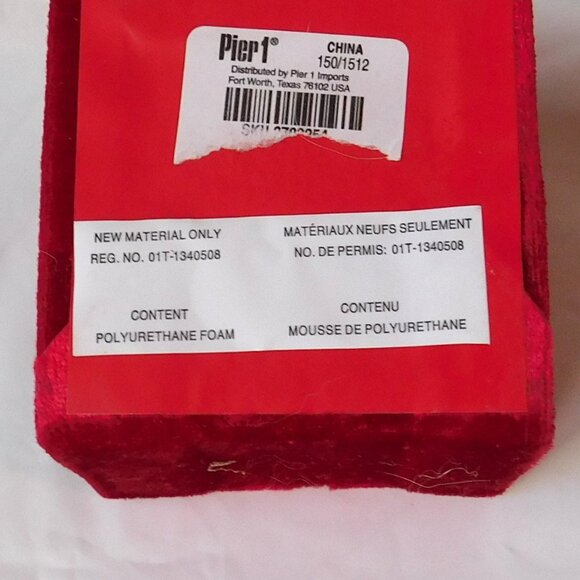 Pier1® CHINA
150/1512
Distributed by Pier 1 Imports
Fort Worth, Texas 76102 USA
SKU
NEW MATERIAL ONLY
REG. NO. 01T-1340508
CONTENT
POLYURETHANE FOAM
MATÉRIAUX NEUFS SEULEMENT
NO. DE PERMIS: 01T-1340508
CONTENU
MOUSSE DE POLYURETHANE